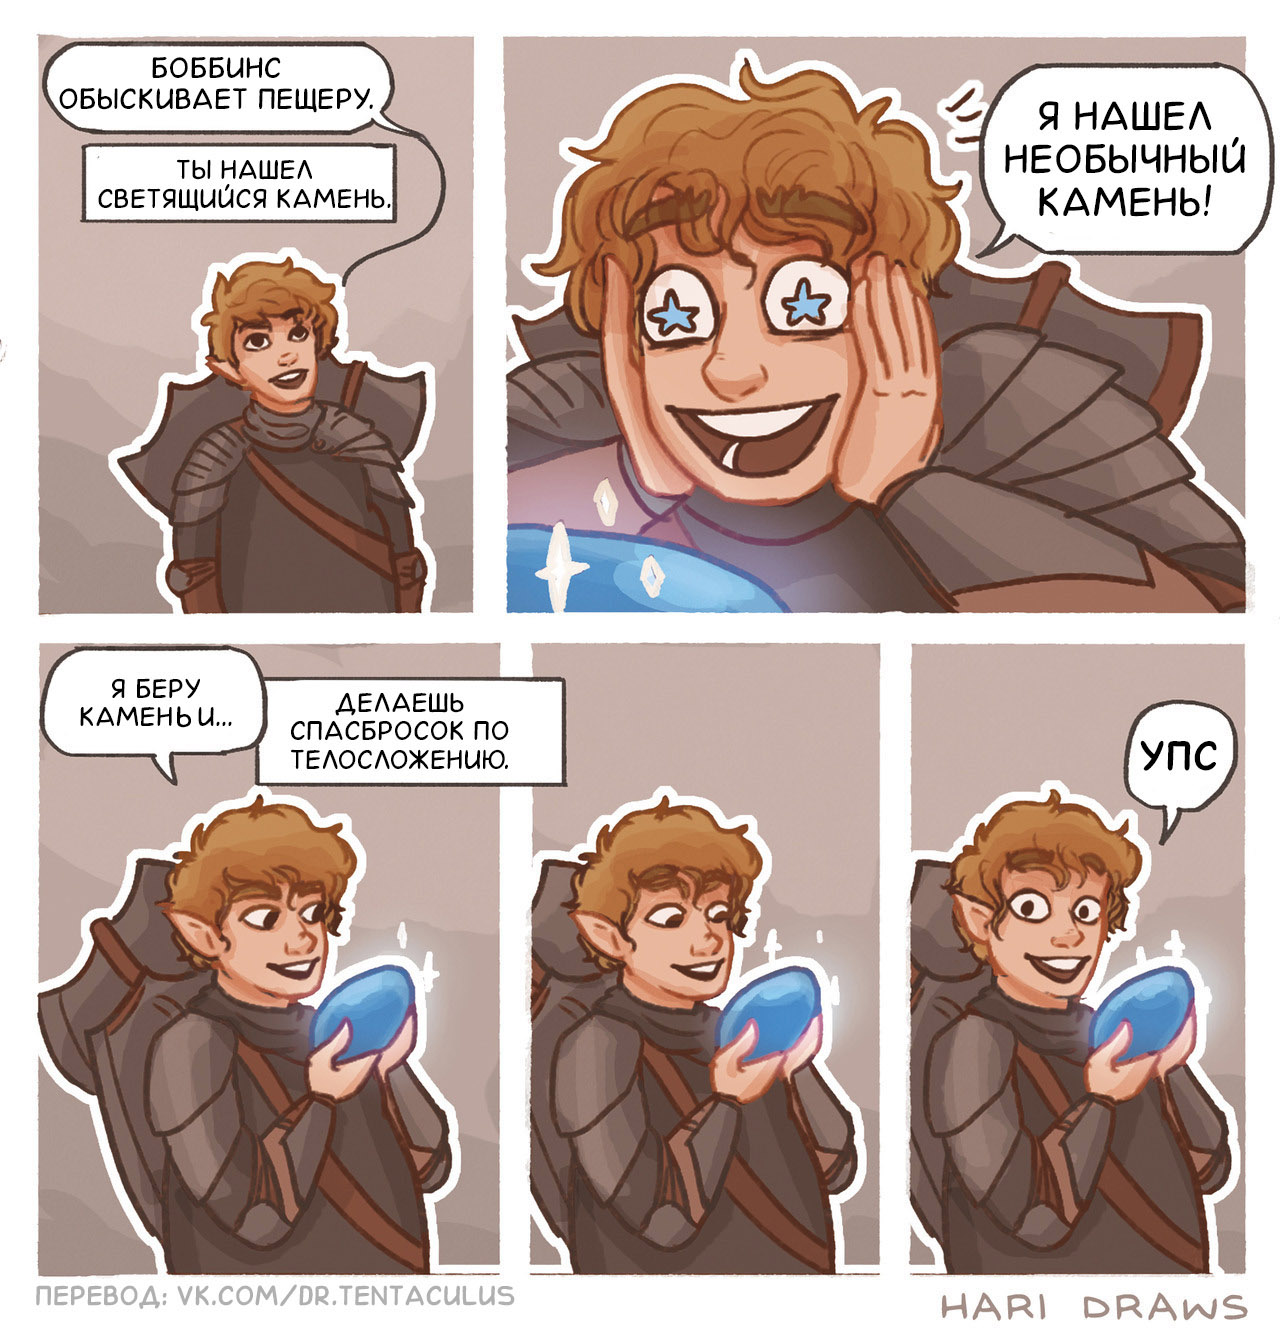 БОББИНС
ОБЫСКИВАЕТ ПЕЩЕРУ.
ТЫ НАШЕЛ
СВЕТЯЩИЙСЯ КАМЕНЬ.
Я НАШЕЛ
НЕОБЫЧНЫЙ
КАМЕНЬ!
Я БЕРУ
КАМЕНЬ И...
ДЕЛАЕШЬ
СПАСБРОСОК ПО
ТЕЛОСЛОЖЕНИЮ.
УПС
ПЕРЕВОД: VK.COM/DR.TENTACULUS
HARI DRAWS